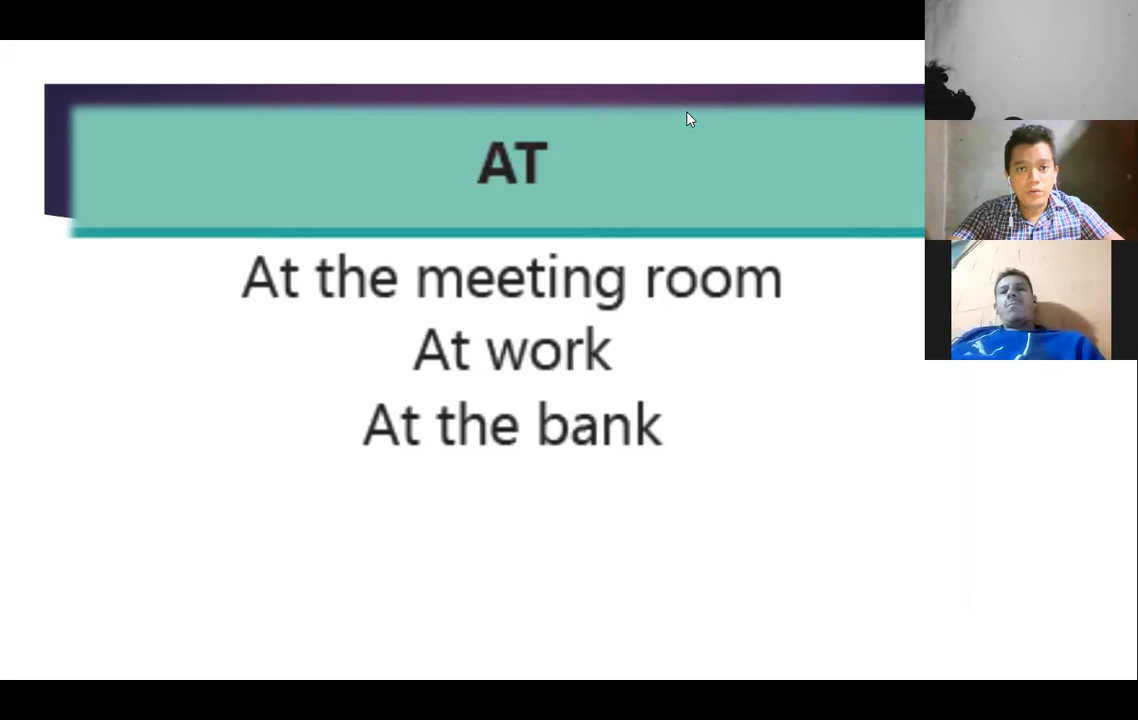 AT
At the meeting room
At work
At the bank